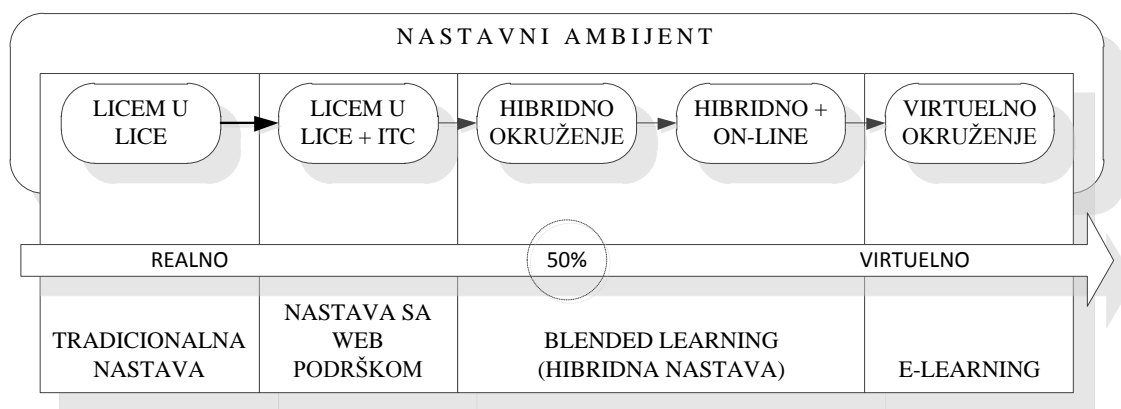 NASTAVNI AMBIJENT
LICEM U
LICE
LICEM U
LICE + ITC
HIBRIDNO
OKRUŽENJE
HIBRIDNO +
ON-LINE
VIRTUELNO
OKRUŽENJE
REALNO
50%
VIRTUELNO
TRADICIONALNA
NASTAVA
NASTAVA SA
WEB
PODRŠKOM
BLENDED LEARNING
(HIBRIDNA NASTAVA)
E-LEARNING